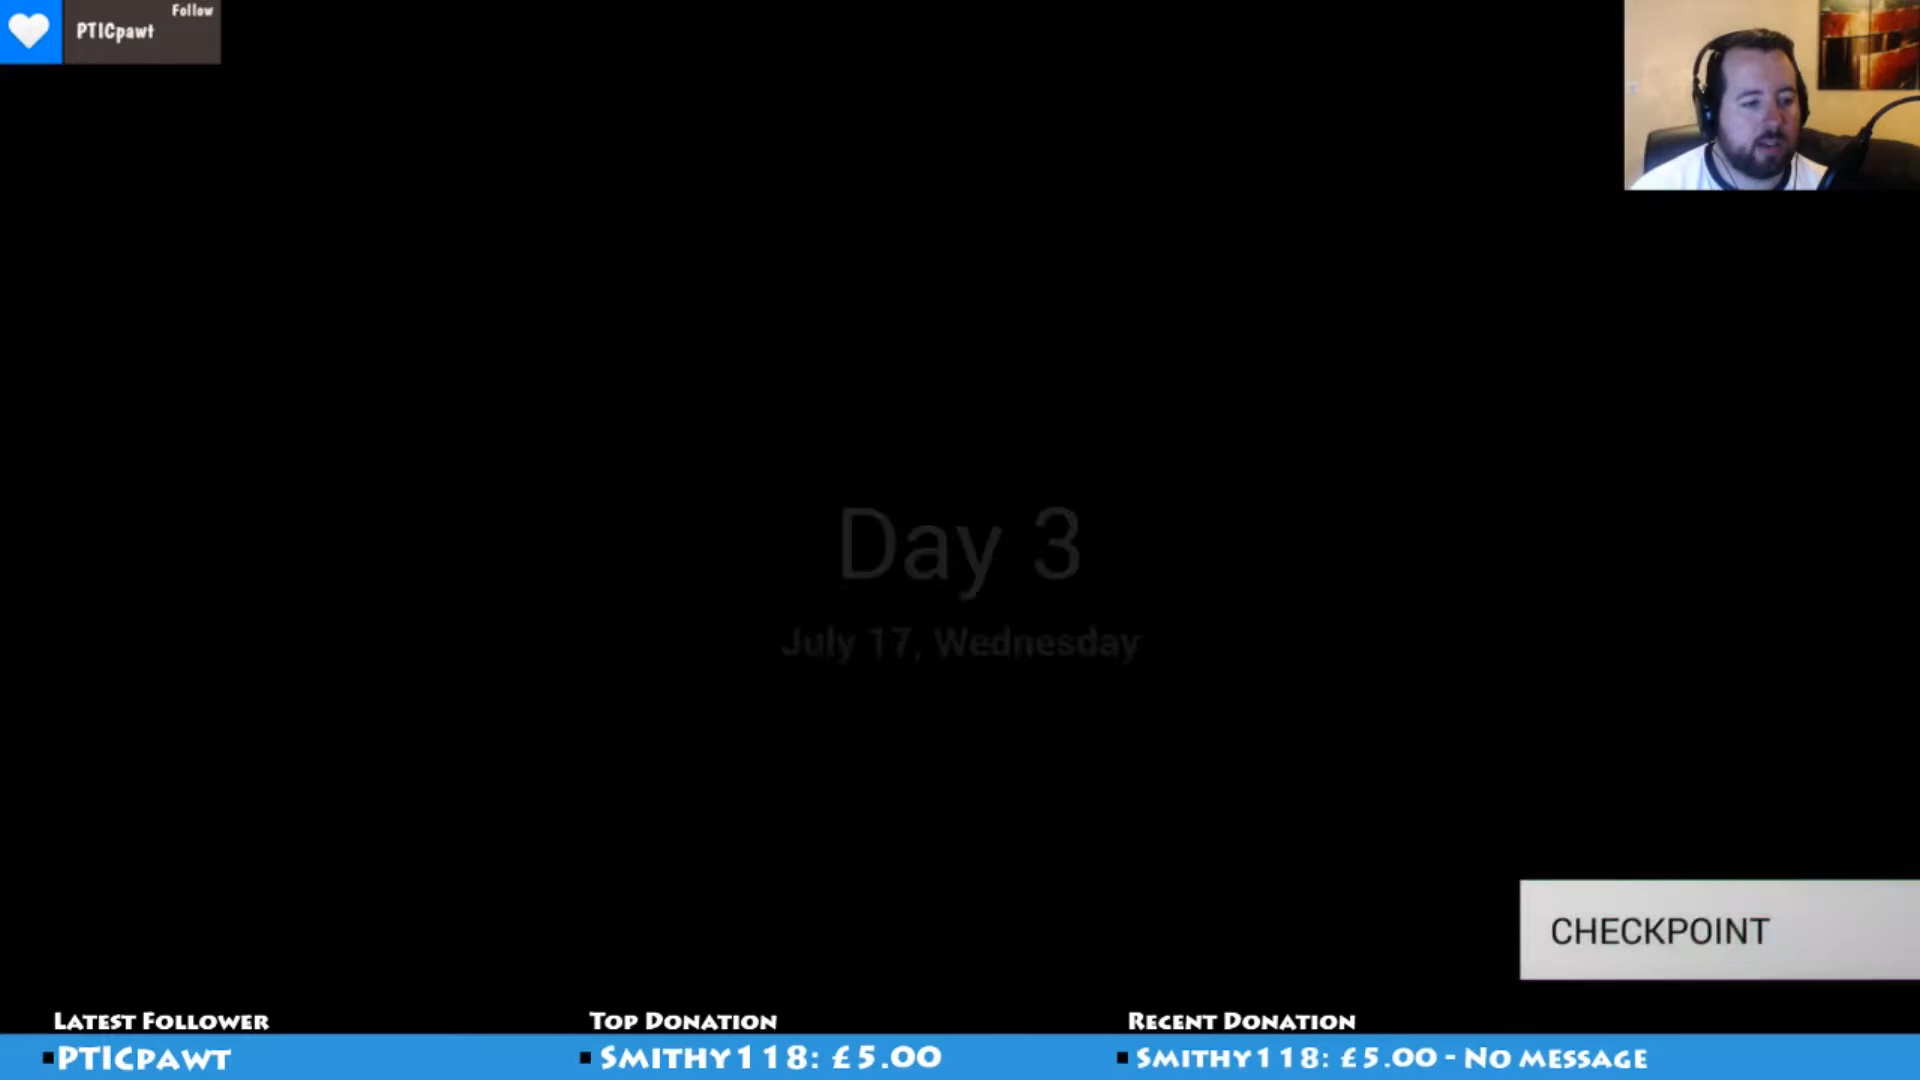 Follow
PTICpawt
Day 3
July 17, Wednesday
CHECKPOINT
Latest Follower
PTICpawt
Top Donation
Smithy118: £5.00
Recent Donation
Smithy118: £5.00 - No message